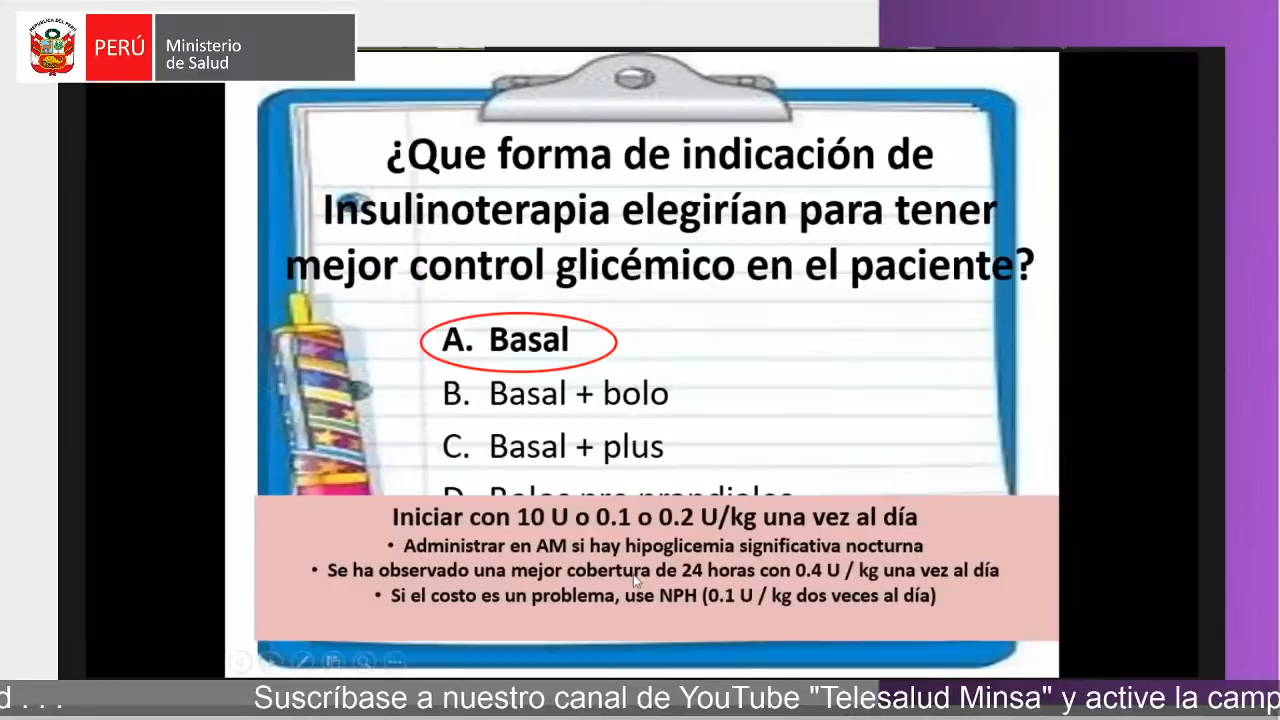 REPÚBLICA DEL PERÚ
PERÚ
Ministerio
de Salud
¿Que forma de indicación de
Insulinoterapia elegirían para tener
mejor control glicémico en el paciente?
A. Basal
B. Basal + bolo
C. Basal + plus
Iniciar con 10 U o 0.1 o 0.2 U/kg una vez al día
• Administrar en AM si hay hipoglicemia significativa nocturna
• Se ha observado una mejor cobertura de 24 horas con 0.4 U / kg una vez al día
• Si el costo es un problema, use NPH (0.1 U / kg dos veces al día)
d . . .
Suscríbase a nuestro canal de YouTube "Telesalud Minsa" y active la camp